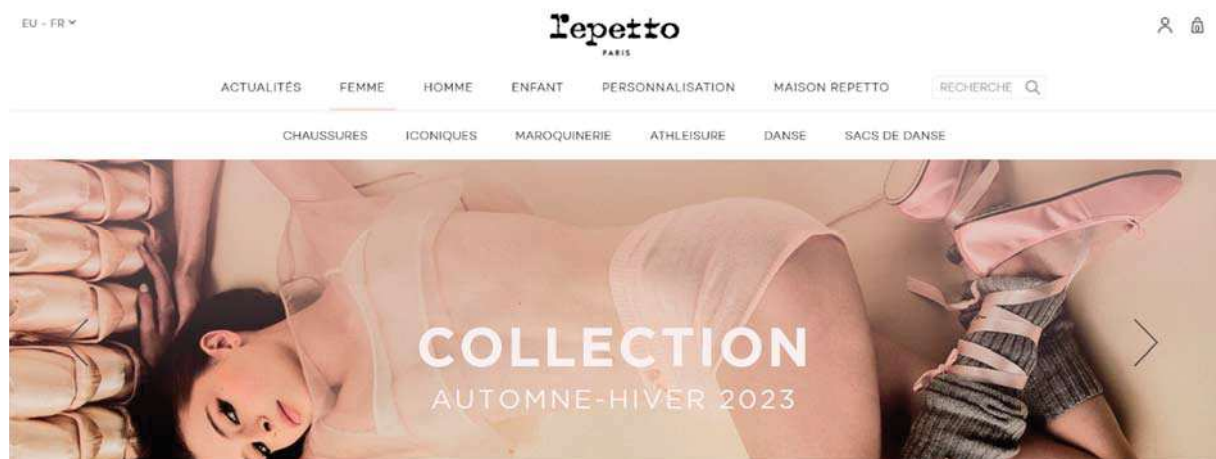 EU - FR
repetto
PARIS
ACTUALITÉS FEMME HOMME ENFANT PERSONNALISATION MAISON REPETTO RECHERCHE
CHAUSSURES ICONIQUES MAROQUINERIE ATHLEISURE DANSE SACS DE DANSE
COLLECTION
AUTOMNE-HIVER 2023